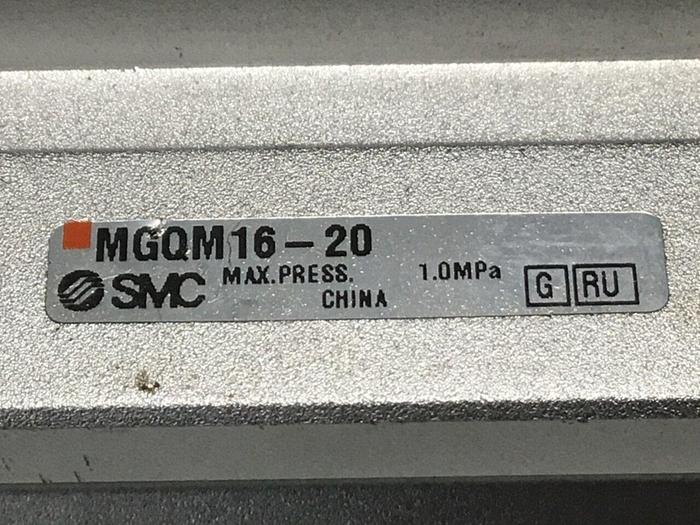 MGQM16-20
SMC MAX.PRESS. 1.0MPa
CHINA G RU